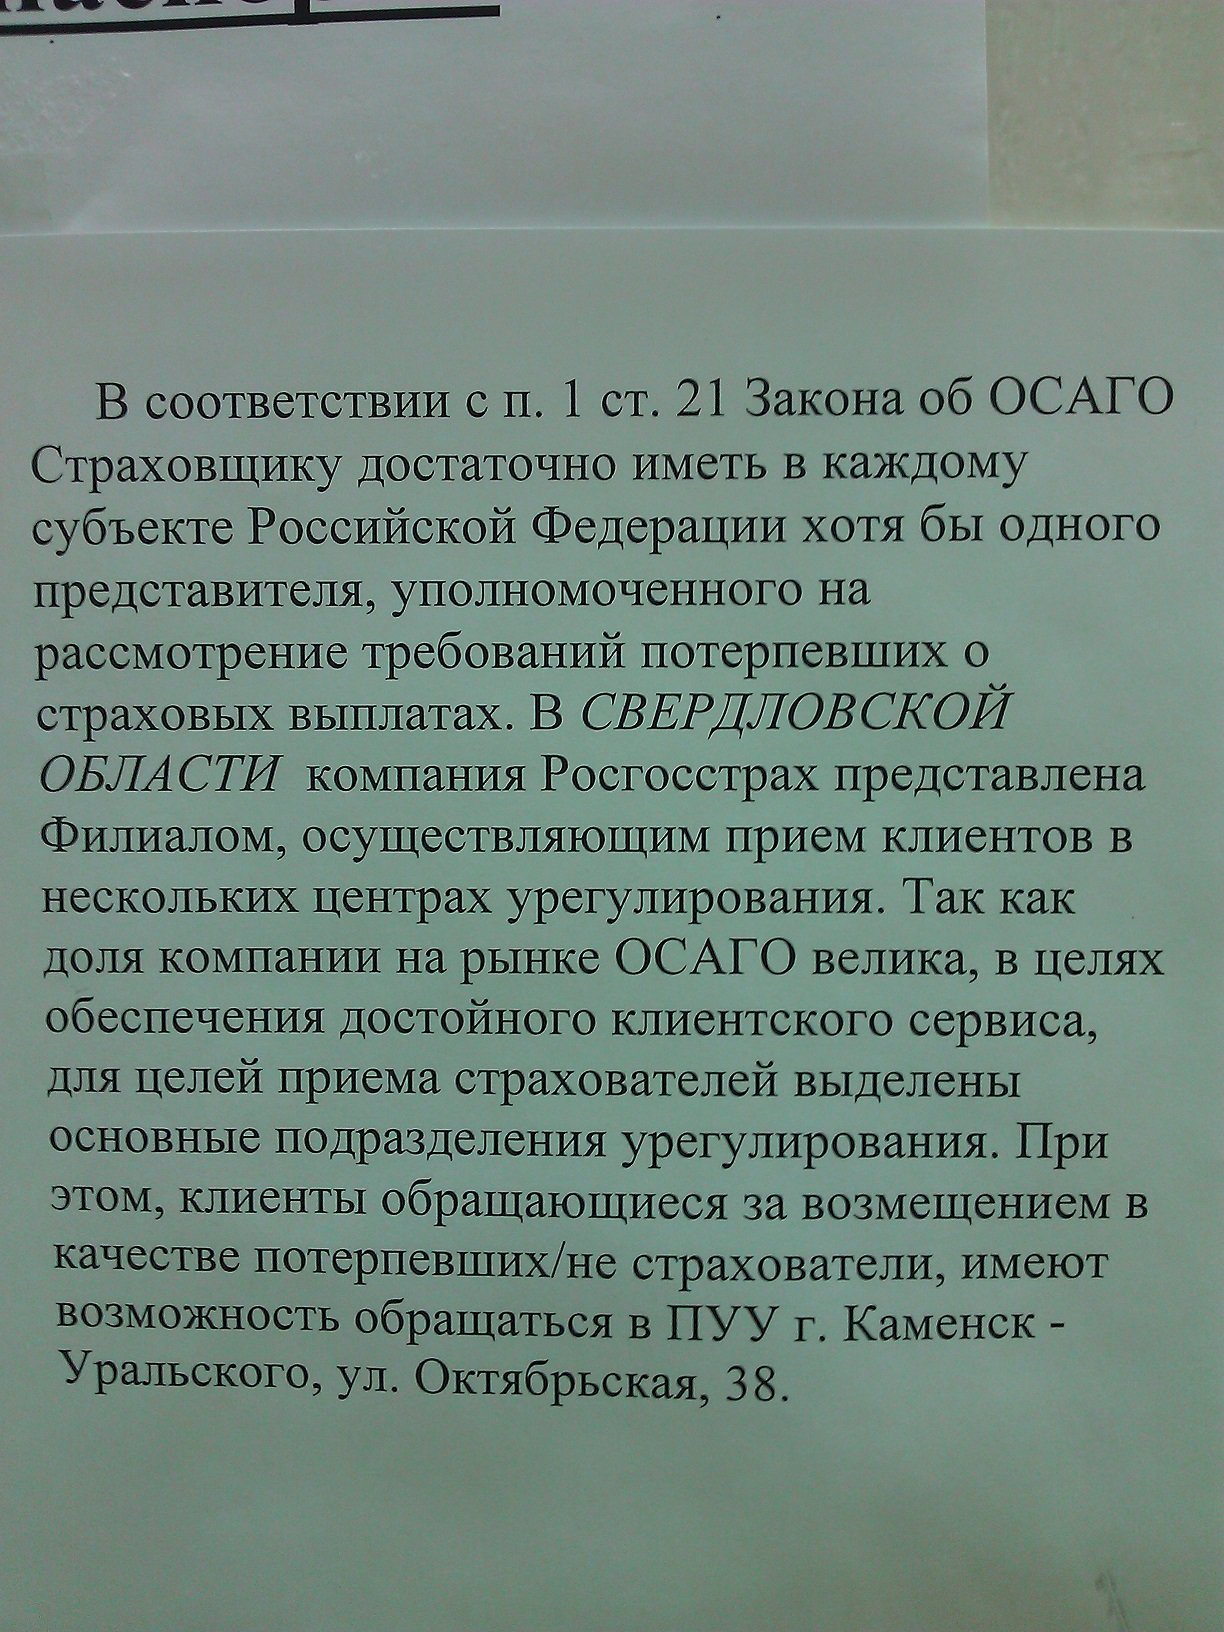 В соответствии с п. 1 ст. 21 Закона об ОСАГО
Страховщику достаточно иметь в каждому
субъекте Российской Федерации хотя бы одного
представителя, уполномоченного на
рассмотрение требований потерпевших о
страховых выплатах. В СВЕРДЛОВСКОЙ
ОБЛАСТИ компания Росгосстрах представлена
Филиалом, осуществляющим прием клиентов в
нескольких центрах урегулирования. Так как
доля компании на рынке ОСАГО велика, в целях
обеспечения достойного клиентского сервиса,
для целей приема страхователей выделены
основные подразделения урегулирования. При
этом, клиенты обращающиеся за возмещением в
качестве потерпевших/не страхователи, имеют
возможность обращаться в ПУУ г. Каменск -
Уральского, ул. Октябрьская, 38.